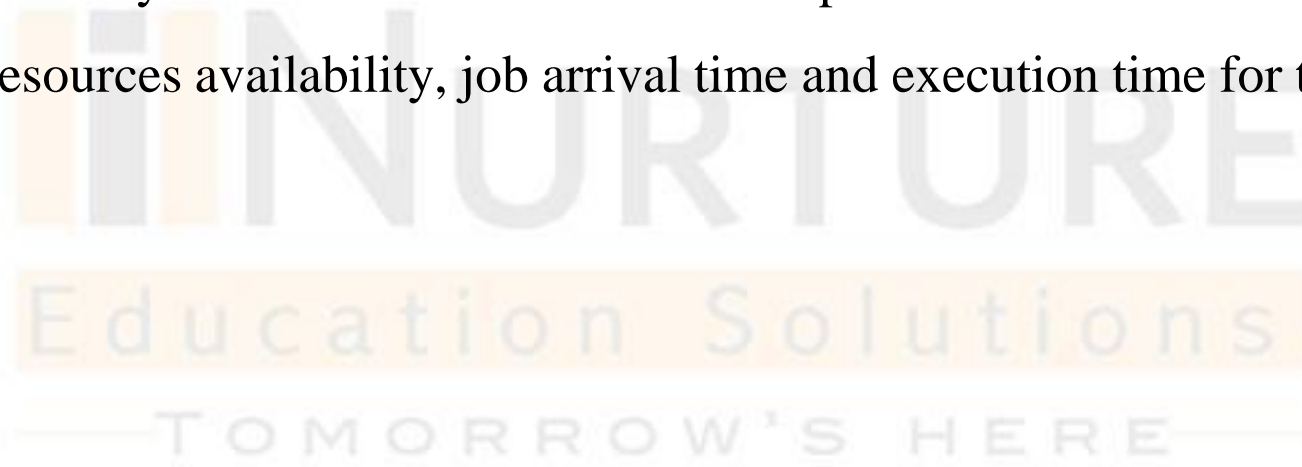 esources availability, job arrival time and execution time for t
iNURTURE
Education Solutions
TOMORROW'S HERE